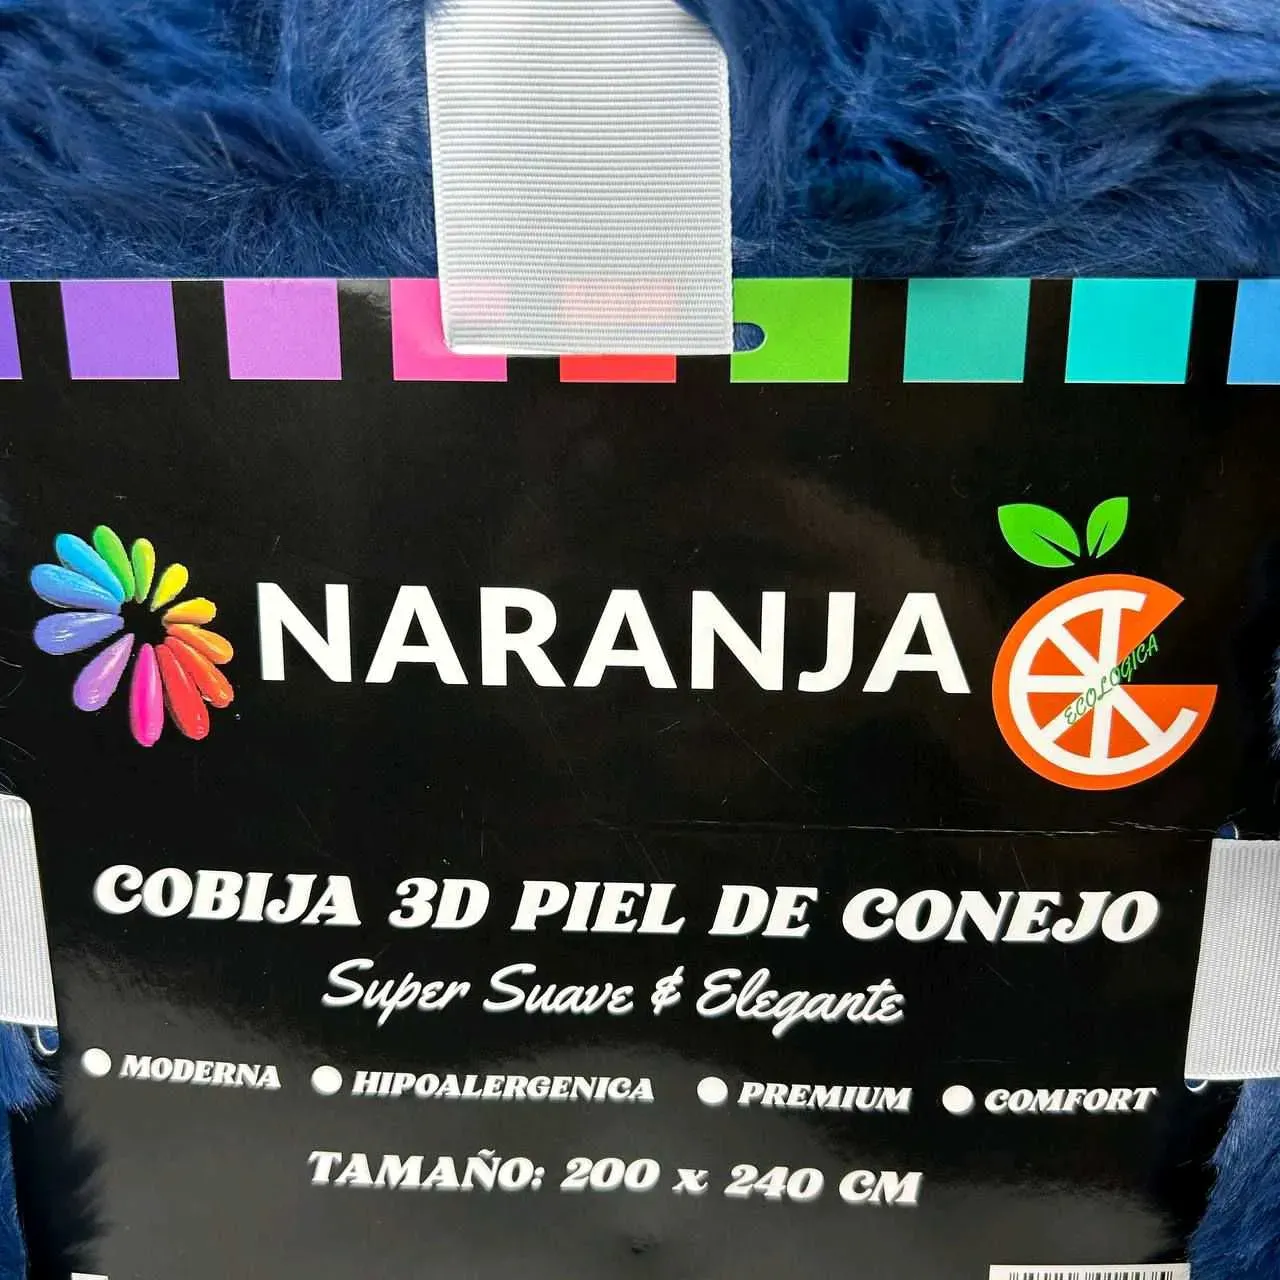 NARANJA
ECOLOGICA
COBIJA 3D PIEL DE CONEJO
Super Suave & Elegante
MODERNA HIPOALERGENICA PREMIUM COMFORT
TAMAÑO: 200 x 240 CM